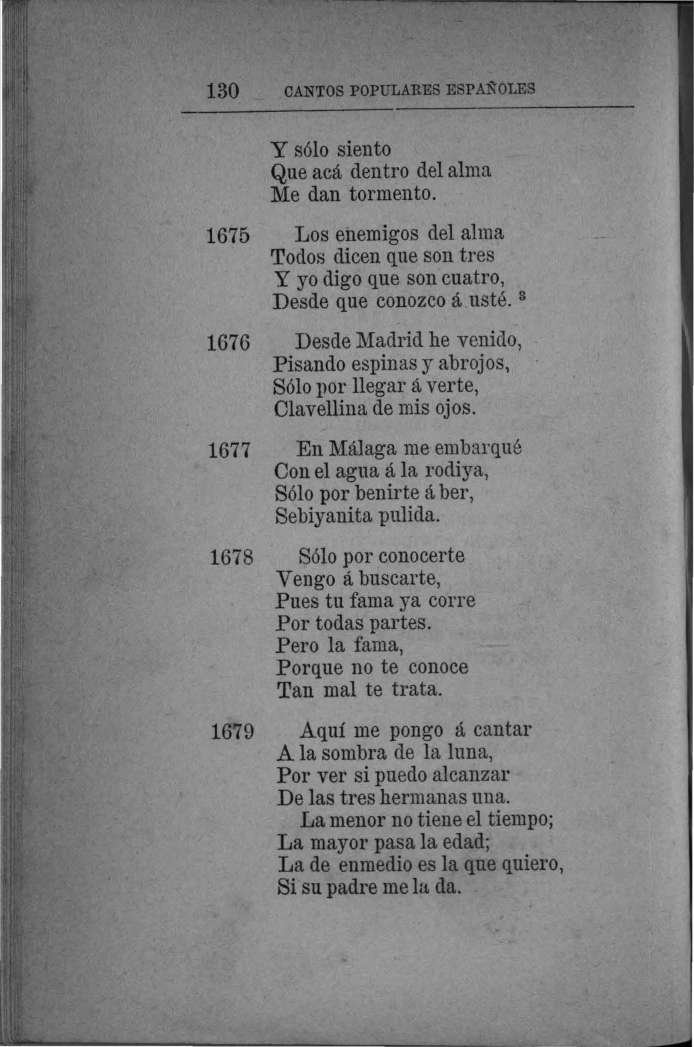 130 CANTOS POPULARES ESPAÑOLES
Y sólo siento
Que acá dentro del alma
Me dan tormento.
1675 Los enemigos del alma
Todos dicen que son tres
Y yo digo que son cuatro,
Desde que conozco á usté. 3
1676 Desde Madrid he venido,
Pisando espinas y abrojos,
Sólo por llegar á verte,
Clavellina de mis ojos.
1677 En Málaga me embarqué
Con el agua á la rodiya,
Sólo por benirte á ber,
Sebiyanita pulida.
1678 Sólo por conocerte
Vengo á buscarte,
Pues tu fama ya corre
Por todas partes.
Pero la fama,
Porque no te conoce
Tan mal te trata.
1679 Aquí me pongo á cantar
A la sombra de la luna,
Por ver si puedo alcanzar
De las tres hermanas una.
La menor no tiene el tiempo;
La mayor pasa la edad;
La de enmedio es la que quiero,
Si su padre me la da.